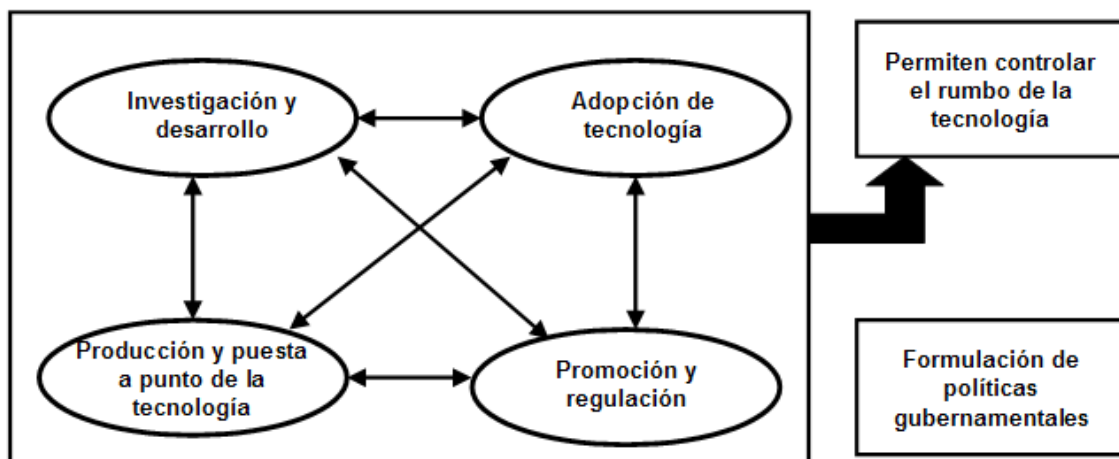 Investigación y
desarrollo
Adopción de
tecnología
Permiten controlar
el rumbo de la
tecnología
Producción y puesta
a punto de la
tecnología
Promoción y
regulación
Formulación de
políticas
gubernamentales